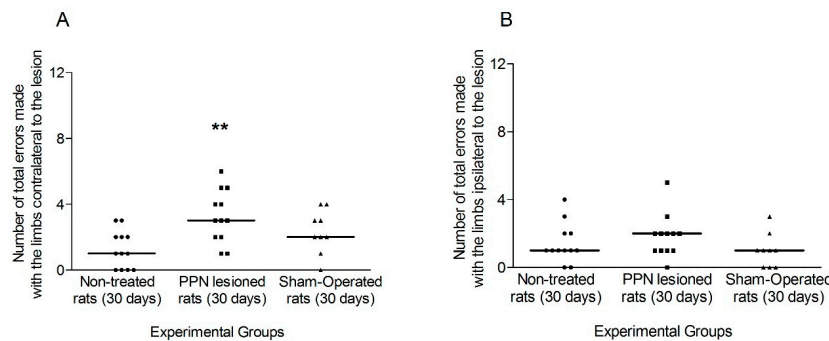 A
Number of total errors made
with the limbs contralateral to the lesion
12
8
4
0
**
Non-treated
rats (30 days)
PPN lesioned
rats (30 days)
Sham-Operated
rats (30 days)
Experimental Groups
B
Number of total errors made
with the limbs ipsilateral to the lesion
12
8
4
0
Non-treated
rats (30 days)
PPN lesioned
rats (30 days)
Sham-Operated
rats (30 days)
Experimental Groups